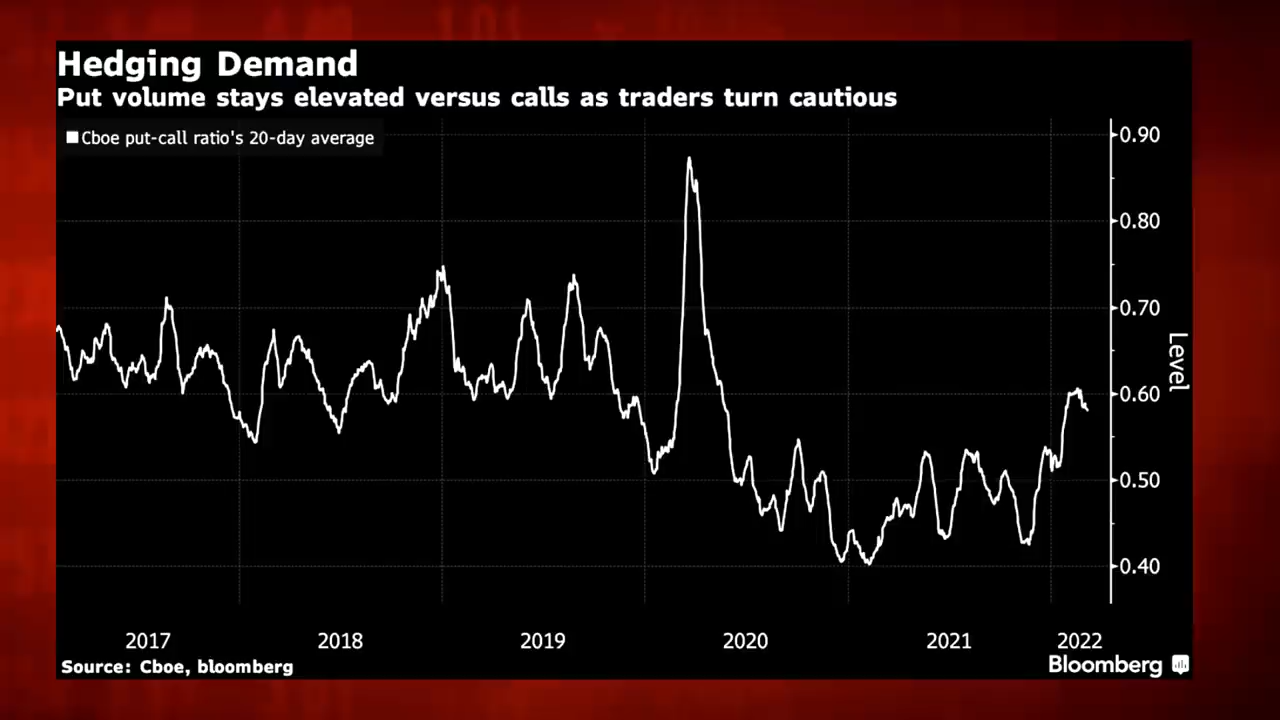 Hedging Demand
Put volume stays elevated versus calls as traders turn cautious
Cboe put-call ratio's 20-day average
0.90
0.80
0.70
0.60
0.50
0.40
Level
2017 2018 2019 2020 2021 2022
Source: Cboe, bloomberg
Bloomberg